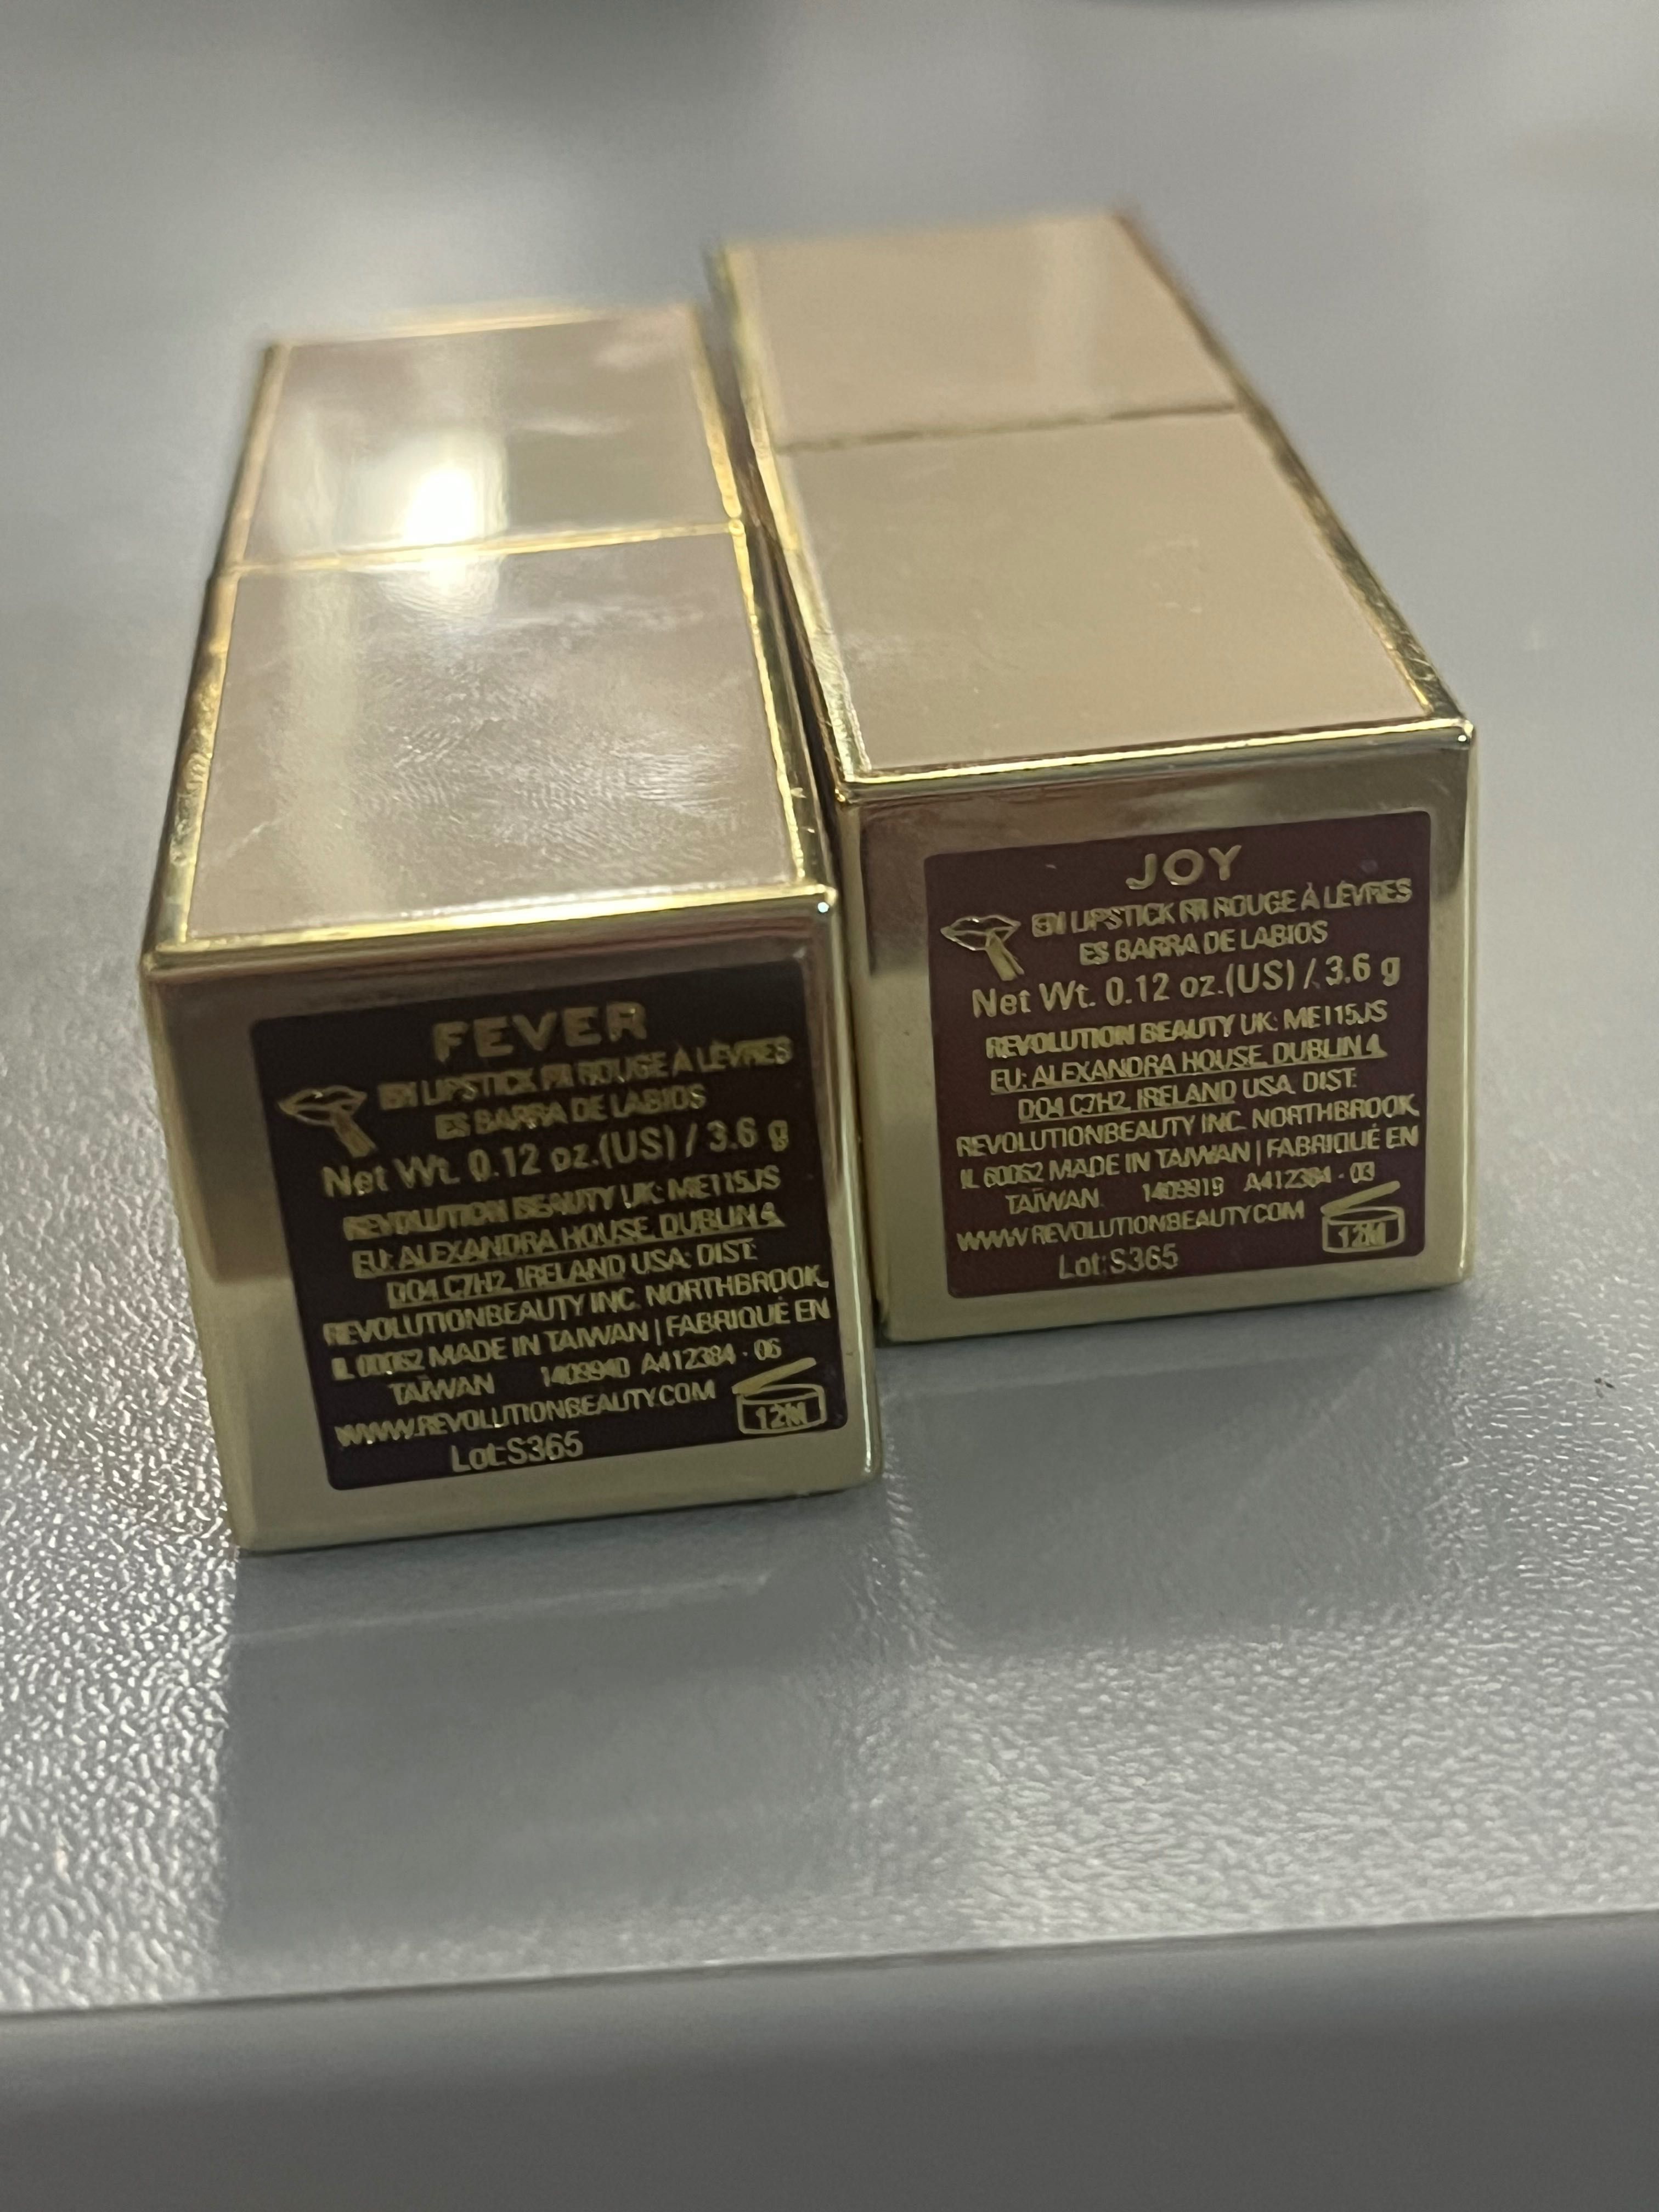 FEVER
EN LIPSTICK FR ROUGE À LÈVRES
ES BARRA DE LABIOS
Net Wt. 0.12 oz.(US) / 3.6 g
REVOLUTION BEAUTY UK: ME115JS
EU: ALEXANDRA HOUSE, DUBLIN 4,
D04 C7H2, IRELAND USA: DIST:
REVOLUTIONBEAUTY INC. NORTHBROOK,
IL 60062 MADE IN TAIWAN | FABRIQUÉ EN
TAÏWAN 1409940 A412384 - 06
WWW.REVOLUTIONBEAUTY.COM
12M
Lot:S365
JOY
EN LIPSTICK FR ROUGE À LÈVRES
ES BARRA DE LABIOS
Net Wt. 0.12 oz.(US) / 3.6 g
REVOLUTION BEAUTY UK: ME115JS
EU: ALEXANDRA HOUSE, DUBLIN 4,
D04 C7H2, IRELAND USA, DIST:
REVOLUTIONBEAUTY INC. NORTHBROOK,
IL 60062 MADE IN TAIWAN | FABRIQUÉ EN
TAÏWAN. 1409919 A412384 - 03
WWW.REVOLUTIONBEAUTY.COM
12M
Lot:S365